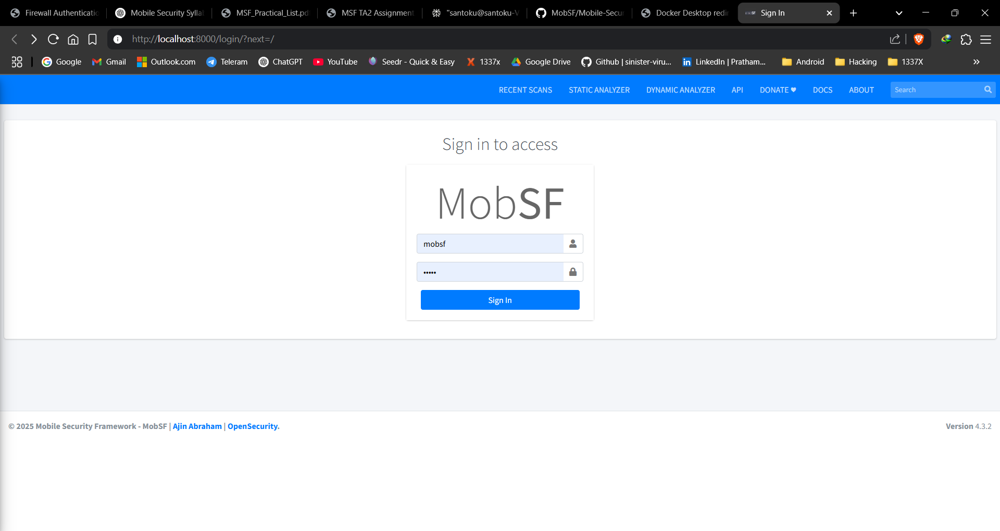 Firewall Authenticatio
Mobile Security Syllal
MSF_Practical_List.pd
MSF TA2 Assignment
"santoku@santoku-V
MobSF/Mobile-Secur
Docker Desktop redir
Sign In
http://localhost:8000/login/?next=/
Google
Gmail
Outlook.com
Teleram
ChatGPT
YouTube
Seedr - Quick & Easy
1337x
Google Drive
Github | sinister-viru...
LinkedIn | Pratham...
Android
Hacking
1337X
RECENT SCANS
STATIC ANALYZER
DYNAMIC ANALYZER
API
DONATE ♥
DOCS
ABOUT
Search
Sign in to access
MobSF
mobsf
•••••
Sign In
© 2025 Mobile Security Framework - MobSF | Ajin Abraham | OpenSecurity.
Version 4.3.2